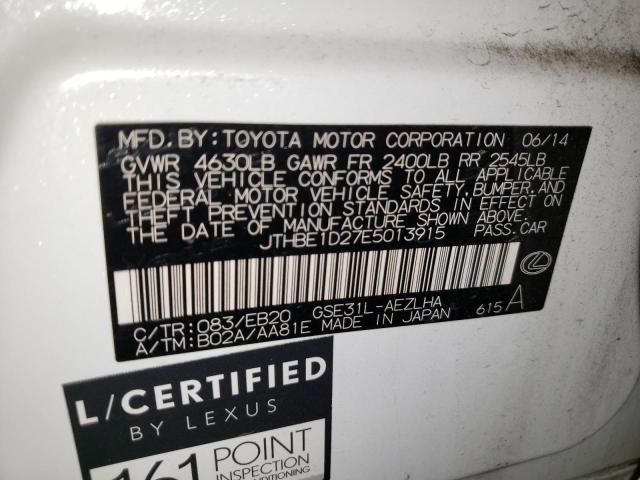 MFD.BY:TOYOTA MOTOR CORPORATION 06/14
GVWR 4630LB GAWR FR 2400LB RR 2545LB
THIS VEHICLE CONFORMS TO ALL APPLICABLE
FEDERAL MOTOR VEHICLE SAFETY,BUMPER,AND
THEFT PREVENTION STANDARDS IN EFFECT ON
THE DATE OF MANUFACTURE SHOWN ABOVE.
JTHBE1D27E5013915 PASS.CAR
C/TR:083/EB20 GSE31L-AEZLHA
A/TM:B02A/AA81E MADE IN JAPAN 615 A
L/CERTIFIED
BY LEXUS
161 POINT
INSPECTION